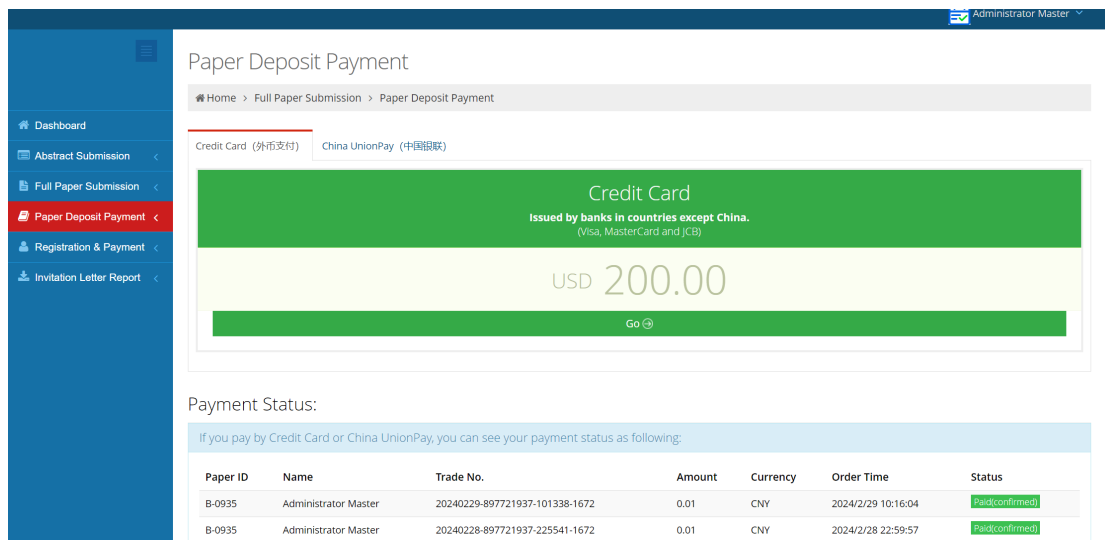 Administrator Master
Paper Deposit Payment
Home > Full Paper Submission > Paper Deposit Payment
Dashboard
Abstract Submission
Full Paper Submission
Paper Deposit Payment
Registration & Payment
Invitation Letter Report
Credit Card (外币支付) China UnionPay (中国银联)
Credit Card
Issued by banks in countries except China.
(Visa, MasterCard and JCB)
USD 200.00
Go
Payment Status:
If you pay by Credit Card or China UnionPay, you can see your payment status as following:
Paper ID Name Trade No. Amount Currency Order Time Status
B-0935 Administrator Master 20240229-897721937-101338-1672 0.01 CNY 2024/2/29 10:16:04 Paid(confirmed)
B-0935 Administrator Master 20240228-897721937-225541-1672 0.01 CNY 2024/2/28 22:59:57 Paid(confirmed)